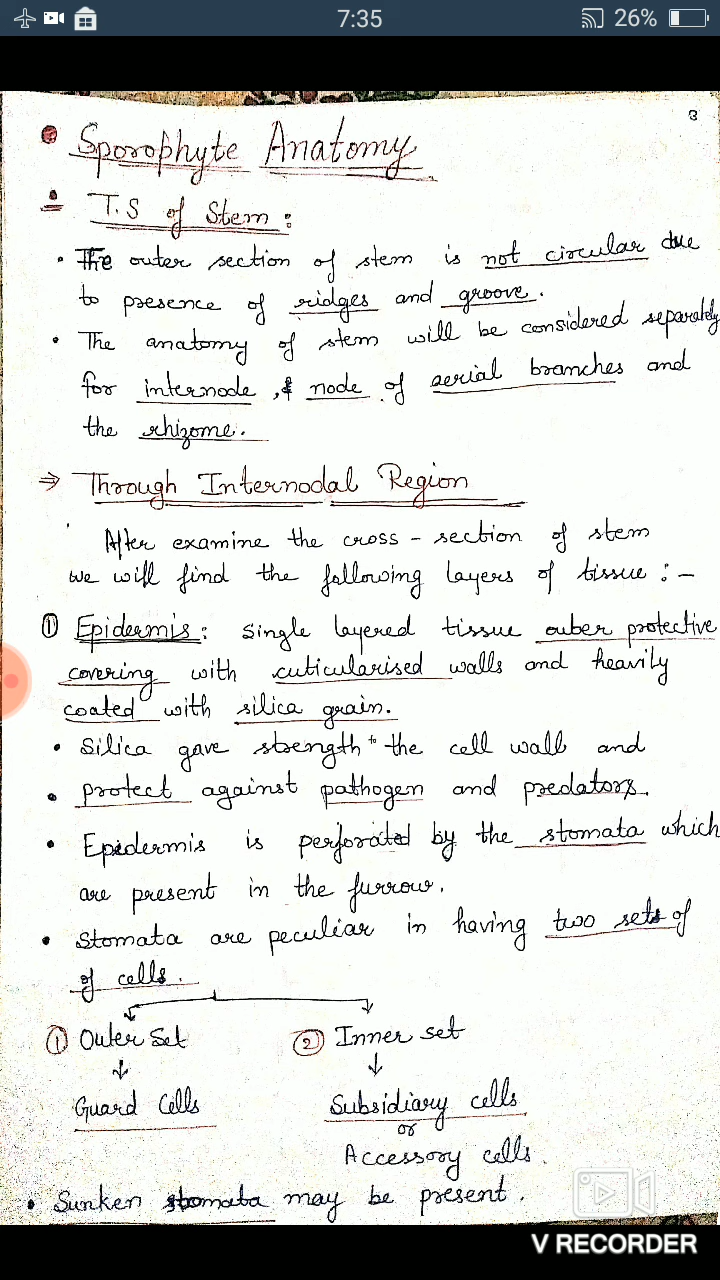 7:35 26%
3
Sporophyte Anatomy
T.S of Stem :
• The outer section of stem is not circular due
to presence of ridges and groove.
• The anatomy of stem will be considered separately
for internode , & node of aerial branches and
the rhizome.
⇒ Through Internodal Region
After examine the cross - section of stem
we will find the following layers of tissue : -
① Epidermis : Single layered tissue outer protective
covering with cuticularised walls and heavily
coated with silica grain.
• Silica gave strength to the cell wall and
• protect against pathogen and predators.
• Epidermis is perforated by the stomata which
are present in the furrow.
• Stomata are peculiar in having two sets of
of cells.
① Outer Set ② Inner set
Guard Cells Subsidiary cells
or
Accessory cells.
• Sunken stomata may be present.
V RECORDER